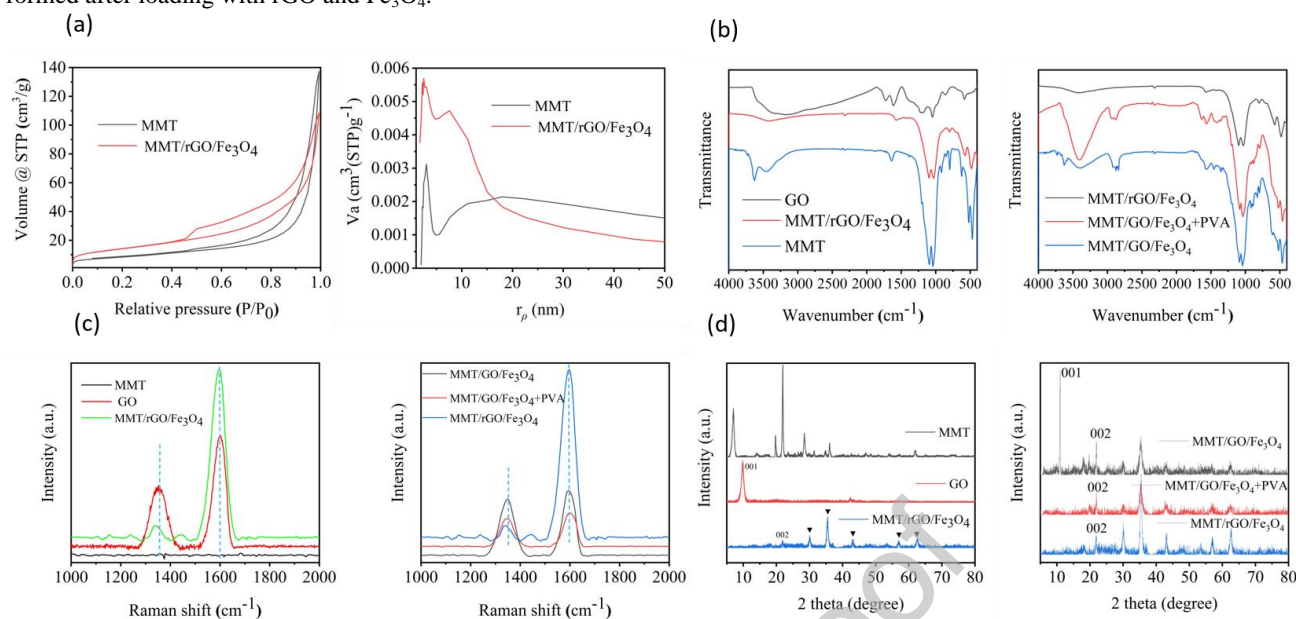 formed after loading with rGO and Fe₃O₄.
(a)
Volume @ STP (cm³/g)
140
120
100
80
60
40
20
0.0 0.2 0.4 0.6 0.8 1.0
Relative pressure (P/P₀)
MMT
MMT/rGO/Fe₃O₄
Va (cm³(STP)g⁻¹
0.006
0.005
0.004
0.003
0.002
0.001
0.000
10 20 30 40 50
rₚ (nm)
MMT
MMT/rGO/Fe₃O₄
(b)
Transmittance
GO
MMT/rGO/Fe₃O₄
MMT
4000 3500 2500 2000 1500 1000 500
Wavenumber (cm⁻¹)
Transmittance
MMT/rGO/Fe₃O₄
MMT/GO/Fe₃O₄+PVA
MMT/GO/Fe₃O₄
4000 3500 2500 2000 1500 1000 500
Wavenumber (cm⁻¹)
(c)
Intensity (a.u.)
MMT
GO
MMT/rGO/Fe₃O₄
1000 1200 1400 1600 1800 2000
Raman shift (cm⁻¹)
Intensity (a.u.)
MMT/GO/Fe₃O₄
MMT/GO/Fe₃O₄+PVA
MMT/rGO/Fe₃O₄
1000 1200 1400 1600 1800 2000
Raman shift (cm⁻¹)
(d)
Intensity (a.u.)
MMT
001
GO
MMT/rGO/Fe₃O₄
002
10 20 30 40 50 60 70 80
2 theta (degree)
Intensity (a.u.)
001
002
MMT/GO/Fe₃O₄
002
MMT/GO/Fe₃O₄+PVA
002
MMT/rGO/Fe₃O₄
10 20 30 40 50 60 70 80
2 theta (degree)